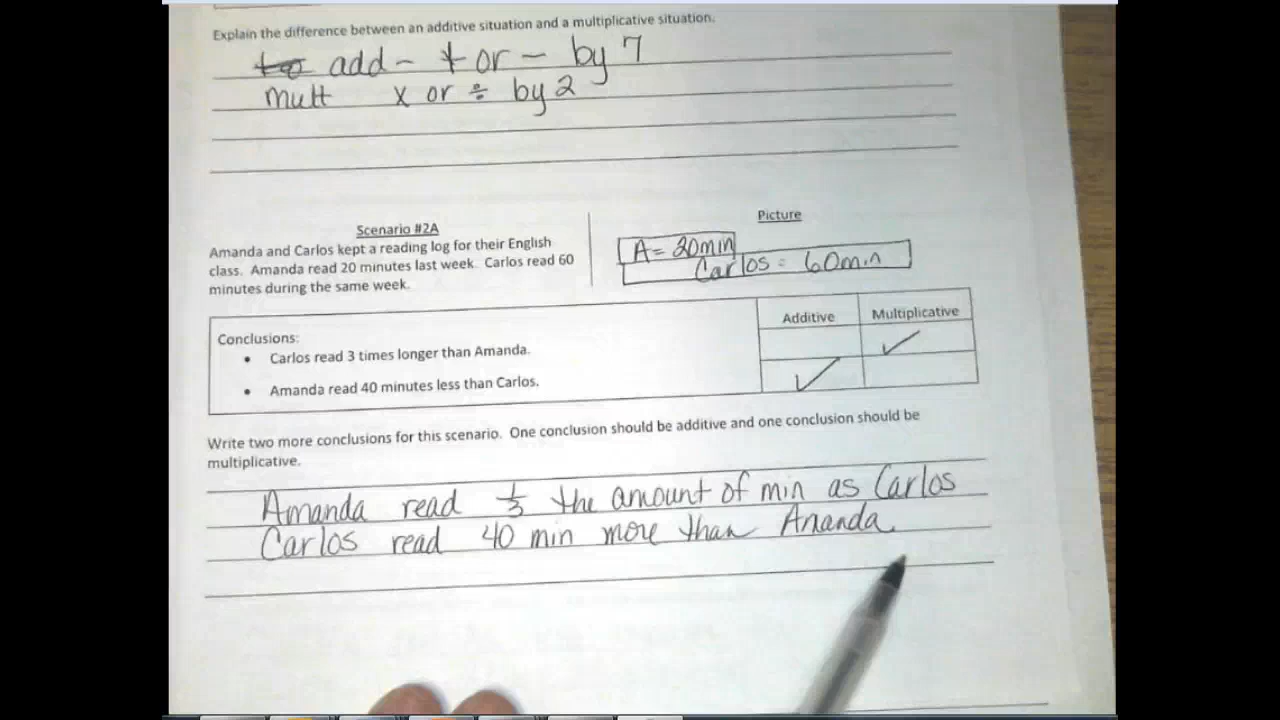 Explain the difference between an additive situation and a multiplicative situation.
to add - + or - by 7
mult x or ÷ by 2
Scenario #2A
Amanda and Carlos kept a reading log for their English
class. Amanda read 20 minutes last week. Carlos read 60
minutes during the same week.
Picture
A = 20min
Carlos = 60min
Additive Multiplicative
Conclusions:
• Carlos read 3 times longer than Amanda. ✓
• Amanda read 40 minutes less than Carlos. ✓
Write two more conclusions for this scenario. One conclusion should be additive and one conclusion should be
multiplicative.
Amanda read 1/3 the amount of min as Carlos
Carlos read 40 min more than Ananda.